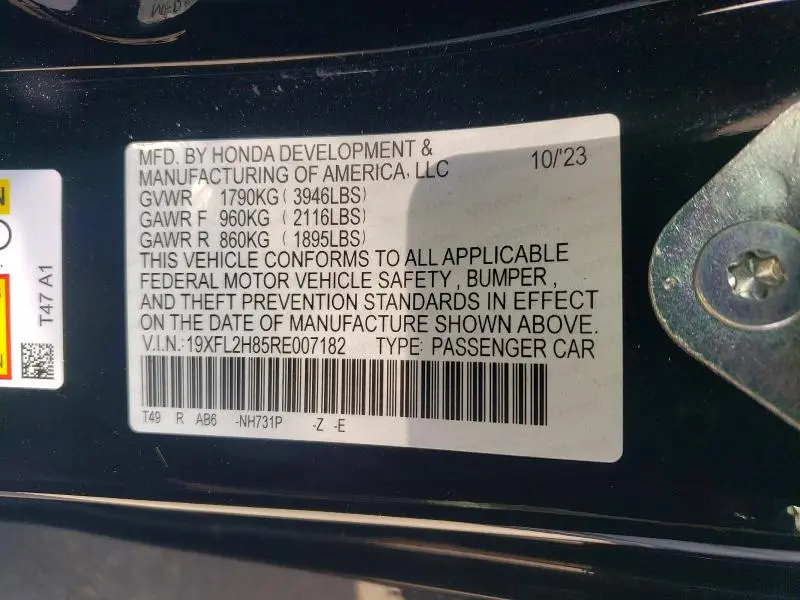 MFD. BY HONDA DEVELOPMENT &
MANUFACTURING OF AMERICA, LLC 10/'23
GVWR 1790KG (3946LBS)
GAWR F 960KG (2116LBS)
GAWR R 860KG (1895LBS)
THIS VEHICLE CONFORMS TO ALL APPLICABLE
FEDERAL MOTOR VEHICLE SAFETY, BUMPER,
AND THEFT PREVENTION STANDARDS IN EFFECT
ON THE DATE OF MANUFACTURE SHOWN ABOVE.
V.I.N.: 19XFL2H85RE007182 TYPE: PASSENGER CAR
T49 R AB6 -NH731P -Z -E
T47 A1